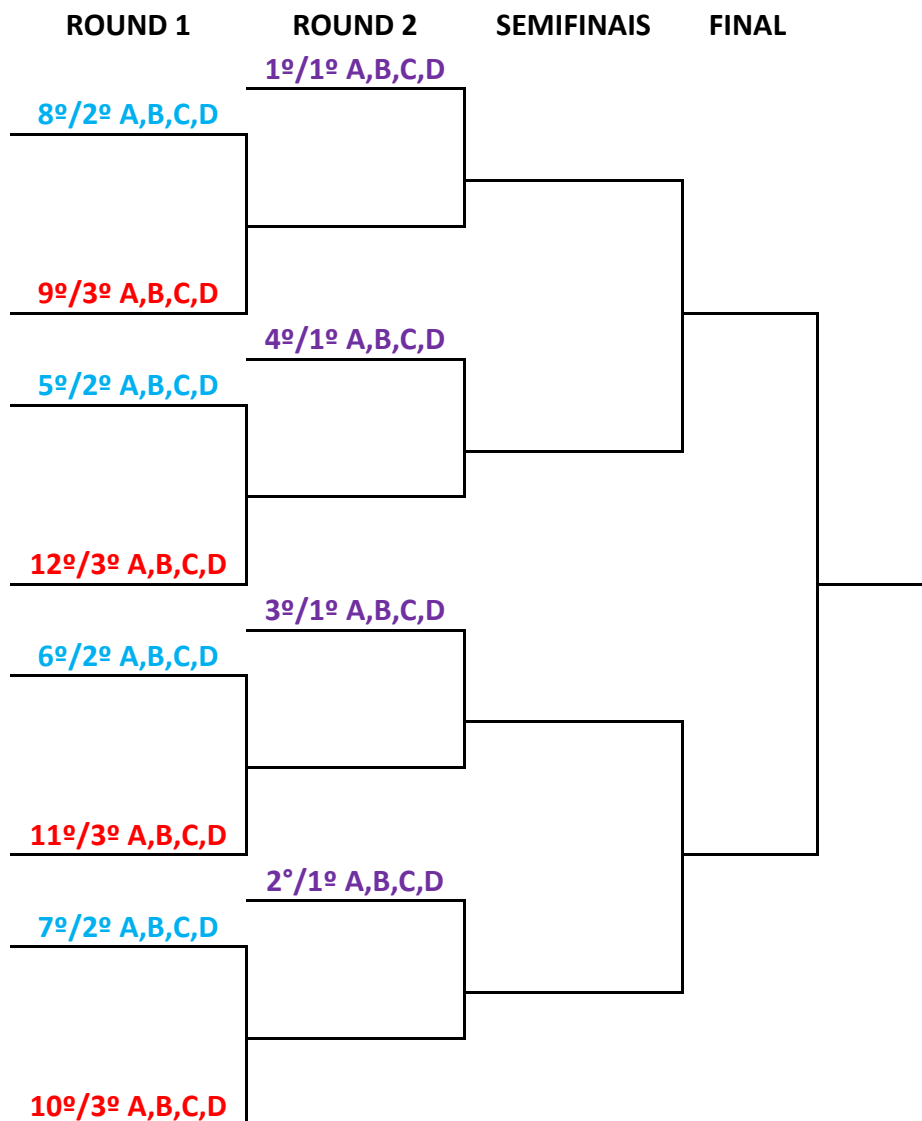 ROUND 1 ROUND 2 SEMIFINAIS FINAL
1º/1º A,B,C,D
8º/2º A,B,C,D
9º/3º A,B,C,D
4º/1º A,B,C,D
5º/2º A,B,C,D
12º/3º A,B,C,D
3º/1º A,B,C,D
6º/2º A,B,C,D
11º/3º A,B,C,D
2°/1º A,B,C,D
7º/2º A,B,C,D
10º/3º A,B,C,D